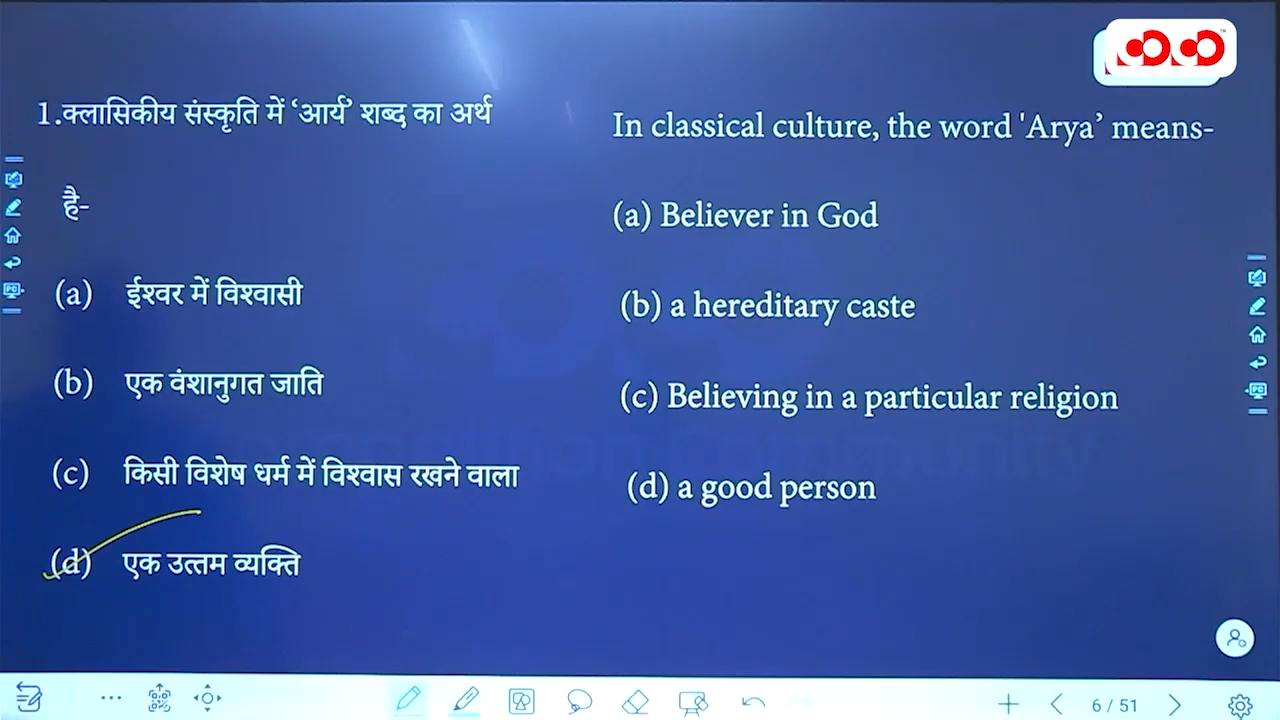 1.क्लासिकीय संस्कृति में ‘आर्य’ शब्द का अर्थ
है-
(a) ईश्वर में विश्वासी
(b) एक वंशानुगत जाति
(c) किसी विशेष धर्म में विश्वास रखने वाला
(d) एक उत्तम व्यक्ति
In classical culture, the word 'Arya’ means-
(a) Believer in God
(b) a hereditary caste
(c) Believing in a particular religion
(d) a good person
6 / 51